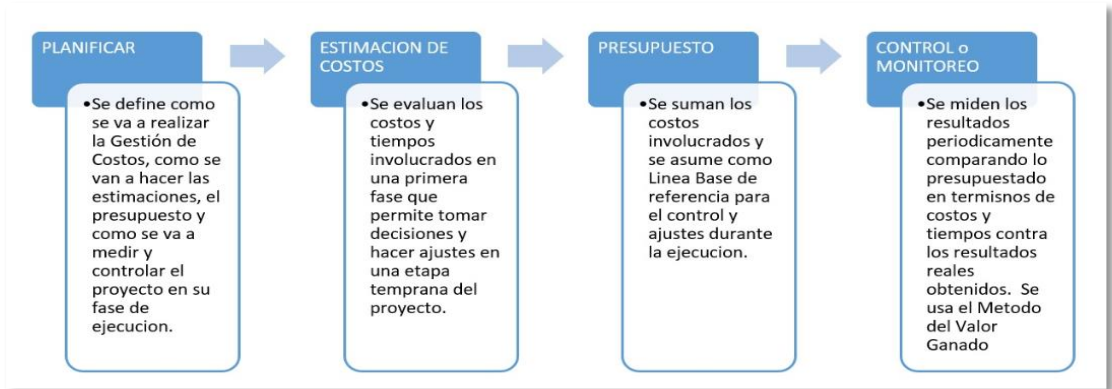 PLANIFICAR
•Se define como
se va a realizar
la Gestión de
Costos, como se
van a hacer las
estimaciones, el
presupuesto y
como se va a
medir y
controlar el
proyecto en su
fase de
ejecucion.
ESTIMACION DE
COSTOS
•Se evaluan los
costos y
tiempos
involucrados en
una primera
fase que
permite tomar
decisiones y
hacer ajustes en
una etapa
temprana del
proyecto.
PRESUPUESTO
•Se suman los
costos
involucrados y
se asume como
Linea Base de
referencia para
el control y
ajustes durante
la ejecucion.
CONTROL o
MONITOREO
•Se miden los
resultados
periodicamente
comparando lo
presupuestado
en termisnos de
costos y
tiempos contra
los resultados
reales
obtenidos. Se
usa el Metodo
del Valor
Ganado